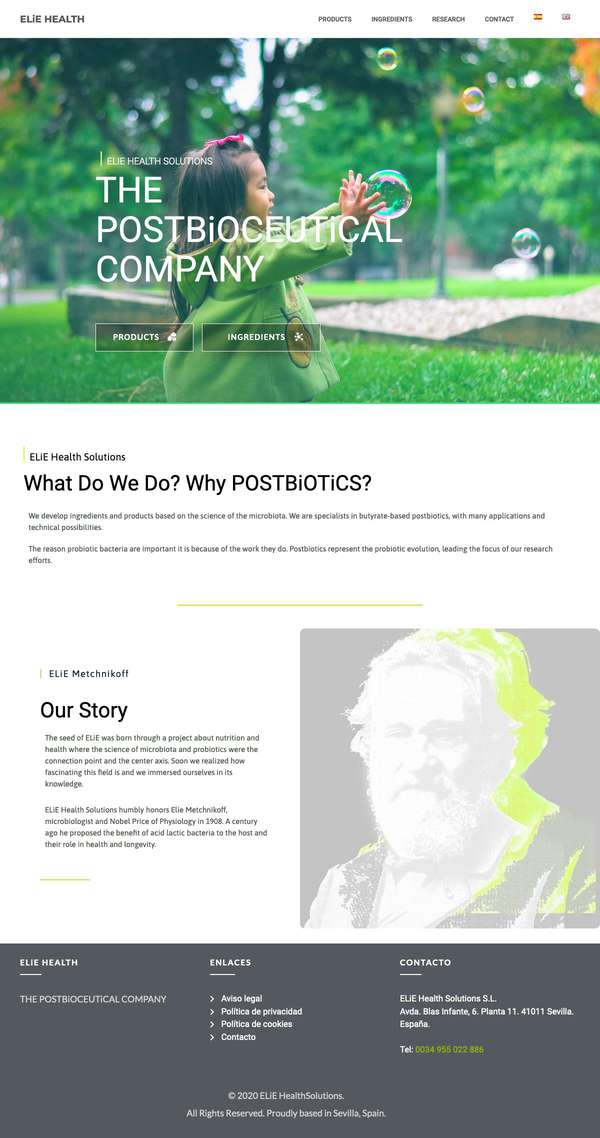 ELiE HEALTH
PRODUCTS INGREDIENTS RESEARCH CONTACT
ELIE HEALTH SOLUTIONS
THE
POSTBiOCEUTiCAL
COMPANY
PRODUCTS
INGREDIENTS
ELiE Health Solutions
What Do We Do? Why POSTBiOTiCS?
We develop ingredients and products based on the science of the microbiota. We are specialists in butyrate-based postbiotics, with many applications and
technical possibilities.
The reason probiotic bacteria are important it is because of the work they do. Postbiotics represent the probiotic evolution, leading the focus of our research
efforts.
ELiE Metchnikoff
Our Story
The seed of ELiE was born through a project about nutrition and
health where the science of microbiota and probiotics were the
connection point and the center axis. Soon we realized how
fascinating this field is and we immersed ourselves in its
knowledge.
ELiE Health Solutions humbly honors Elie Metchnikoff,
microbiologist and Nobel Price of Physiology in 1908. A century
ago he proposed the benefit of acid lactic bacteria to the host and
their role in health and longevity.
ELiE HEALTH
THE POSTBiOCEUTiCAL COMPANY
ENLACES
Aviso legal
Política de privacidad
Política de cookies
Contacto
CONTACTO
ELiE Health Solutions S.L.
Avda. Blas Infante, 6. Planta 11. 41011 Sevilla.
España.
Tel: 0034 955 022 886
© 2020 ELiE HealthSolutions.
All Rights Reserved. Proudly based in Sevilla, Spain.